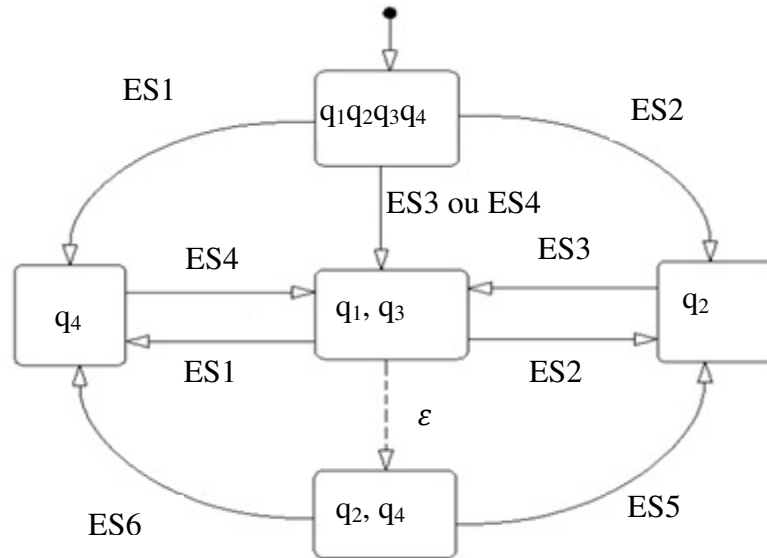 ES1
ES2
q₁q₂q₃q₄
ES3 ou ES4
ES4
ES3
q₄
q₁, q₃
q₂
ES1
ES2
ε
q₂, q₄
ES6
ES5